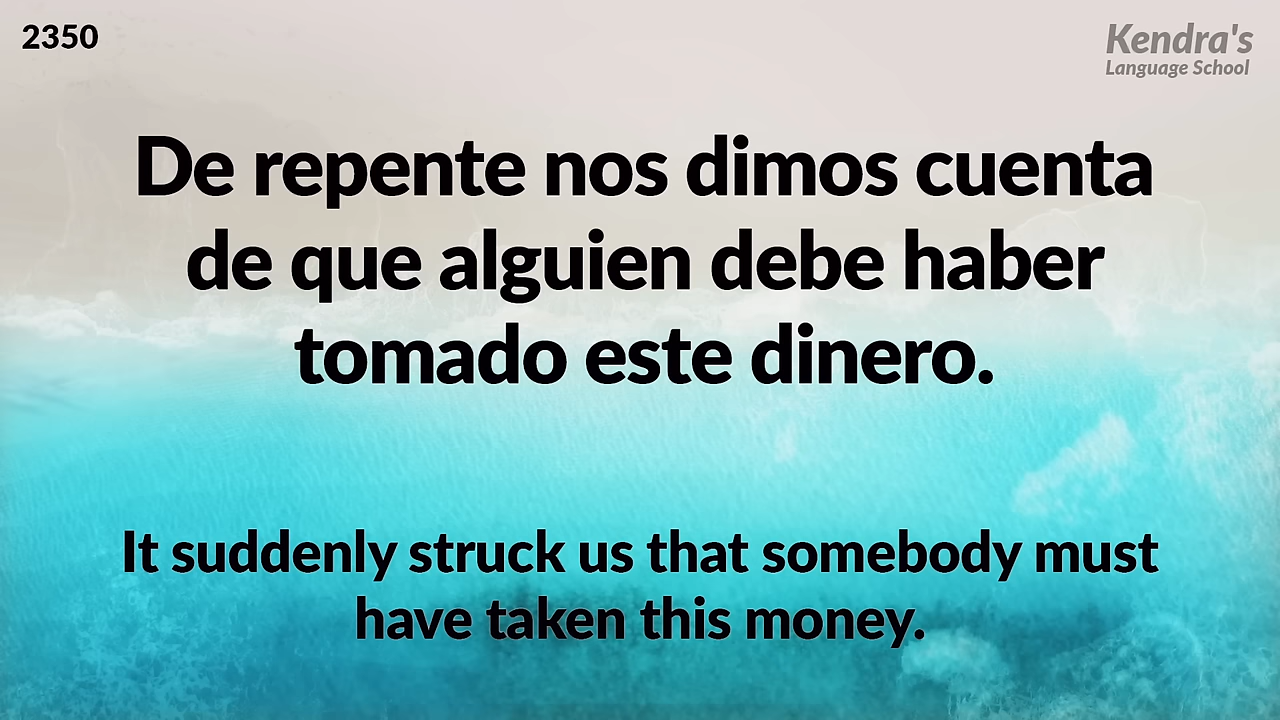 2350
Kendra's
Language School
De repente nos dimos cuenta
de que alguien debe haber
tomado este dinero.
It suddenly struck us that somebody must
have taken this money.